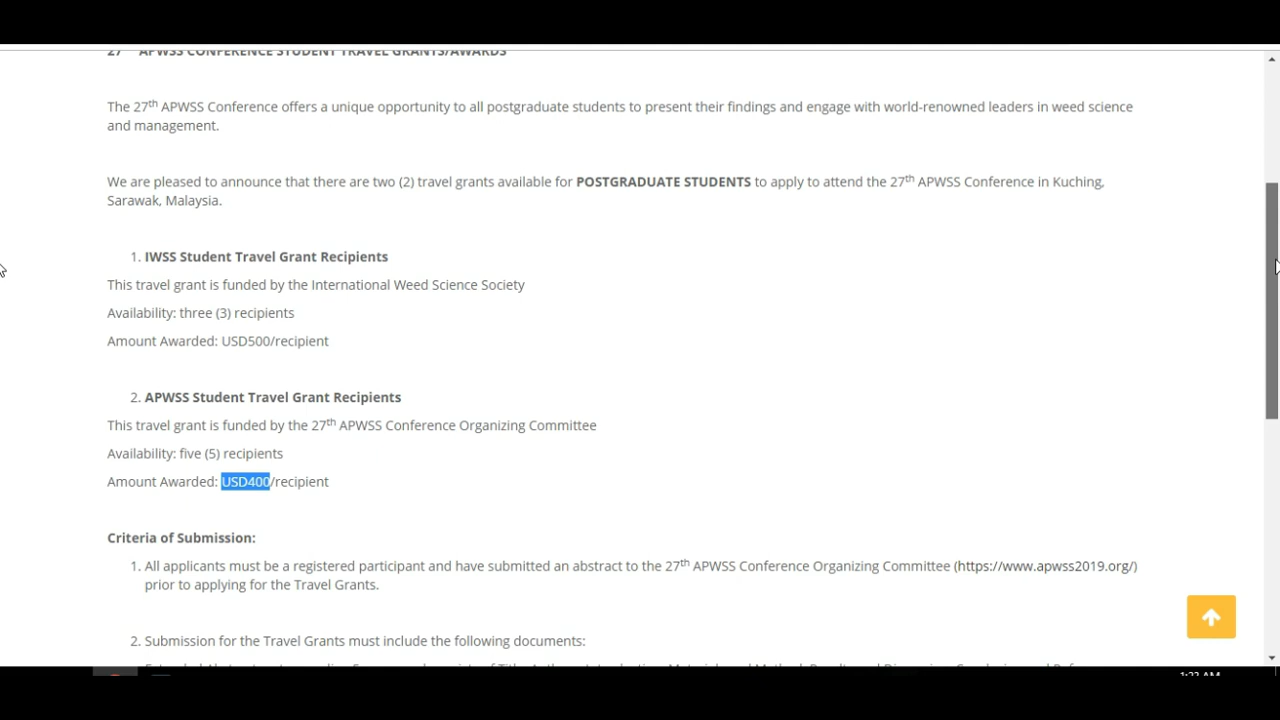 27 APWSS CONFERENCE STUDENT TRAVEL GRANTS/AWARDS
The 27th APWSS Conference offers a unique opportunity to all postgraduate students to present their findings and engage with world-renowned leaders in weed science
and management.
We are pleased to announce that there are two (2) travel grants available for POSTGRADUATE STUDENTS to apply to attend the 27th APWSS Conference in Kuching,
Sarawak, Malaysia.
1. IWSS Student Travel Grant Recipients
This travel grant is funded by the International Weed Science Society
Availability: three (3) recipients
Amount Awarded: USD500/recipient
2. APWSS Student Travel Grant Recipients
This travel grant is funded by the 27th APWSS Conference Organizing Committee
Availability: five (5) recipients
Amount Awarded: USD400/recipient
Criteria of Submission:
1. All applicants must be a registered participant and have submitted an abstract to the 27th APWSS Conference Organizing Committee (https://www.apwss2019.org/)
prior to applying for the Travel Grants.
2. Submission for the Travel Grants must include the following documents: